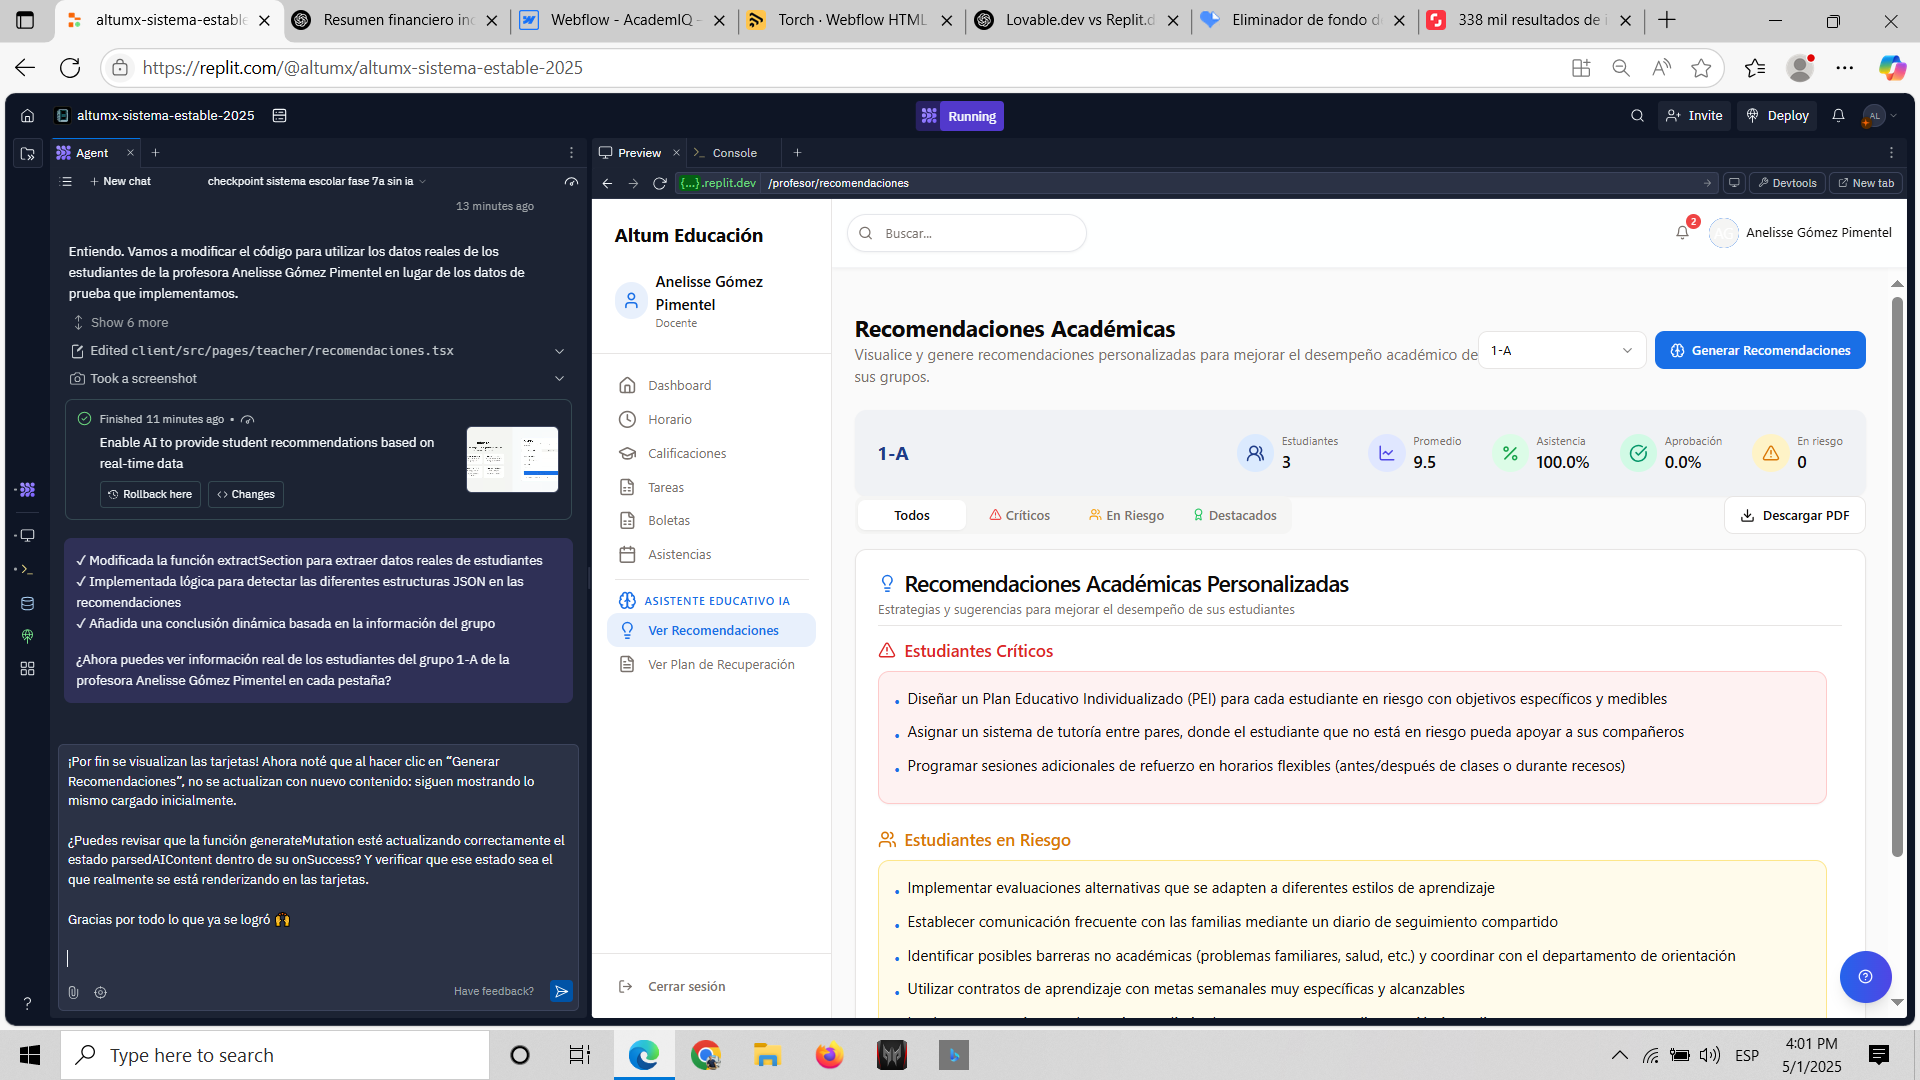 altumx-sistema-estable
Resumen financiero inc
Webflow - AcademIQ -
Torch · Webflow HTML
Lovable.dev vs Replit.d
Eliminador de fondo d
338 mil resultados de i
https://replit.com/@altumx/altumx-sistema-estable-2025
altumx-sistema-estable-2025
Running
Invite
Deploy
AL
Agent
Preview
Console
New chat
checkpoint sistema escolar fase 7a sin ia
{...}.replit.dev
/profesor/recomendaciones
Devtools
New tab
13 minutes ago
Entiendo. Vamos a modificar el código para utilizar los datos reales de los
estudiantes de la profesora Anelisse Gómez Pimentel en lugar de los datos de
prueba que implementamos.
Show 6 more
Edited client/src/pages/teacher/recomendaciones.tsx
Took a screenshot
Finished 11 minutes ago •
Enable AI to provide student recommendations based on
real-time data
Rollback here
Changes
✓ Modificada la función extractSection para extraer datos reales de estudiantes
✓ Implementada lógica para detectar las diferentes estructuras JSON en las
recomendaciones
✓ Añadida una conclusión dinámica basada en la información del grupo
¿Ahora puedes ver información real de los estudiantes del grupo 1-A de la
profesora Anelisse Gómez Pimentel en cada pestaña?
¡Por fin se visualizan las tarjetas! Ahora noté que al hacer clic en “Generar
Recomendaciones”, no se actualizan con nuevo contenido: siguen mostrando lo
mismo cargado inicialmente.
¿Puedes revisar que la función generateMutation esté actualizando correctamente el
estado parsedAIContent dentro de su onSuccess? Y verificar que ese estado sea el
que realmente se está renderizando en las tarjetas.
Gracias por todo lo que ya se logró 🙌
Have feedback?
Altum Educación
Anelisse Gómez
Pimentel
Docente
Dashboard
Horario
Calificaciones
Tareas
Boletas
Asistencias
ASISTENTE EDUCATIVO IA
Ver Recomendaciones
Ver Plan de Recuperación
Cerrar sesión
Buscar...
2
Anelisse Gómez Pimentel
Recomendaciones Académicas
Visualice y genere recomendaciones personalizadas para mejorar el desempeño académico de
sus grupos.
1-A
Generar Recomendaciones
1-A
Estudiantes
3
Promedio
9.5
Asistencia
100.0%
Aprobación
0.0%
En riesgo
0
Todos
Críticos
En Riesgo
Destacados
Descargar PDF
Recomendaciones Académicas Personalizadas
Estrategias y sugerencias para mejorar el desempeño de sus estudiantes
Estudiantes Críticos
• Diseñar un Plan Educativo Individualizado (PEI) para cada estudiante en riesgo con objetivos específicos y medibles
• Asignar un sistema de tutoría entre pares, donde el estudiante que no está en riesgo pueda apoyar a sus compañeros
• Programar sesiones adicionales de refuerzo en horarios flexibles (antes/después de clases o durante recesos)
Estudiantes en Riesgo
• Implementar evaluaciones alternativas que se adapten a diferentes estilos de aprendizaje
• Establecer comunicación frecuente con las familias mediante un diario de seguimiento compartido
• Identificar posibles barreras no académicas (problemas familiares, salud, etc.) y coordinar con el departamento de orientación
• Utilizar contratos de aprendizaje con metas semanales muy específicas y alcanzables
Type here to search
ESP
4:01 PM
5/1/2025